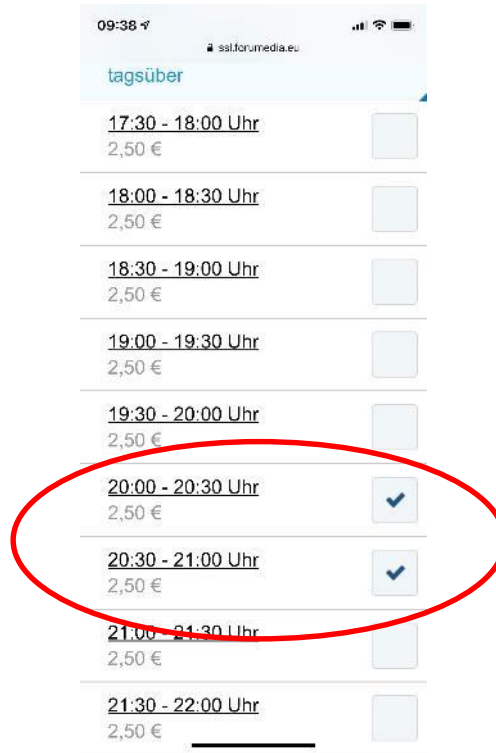 09:38
ssl.forumedia.eu
tagsüber
17:30 - 18:00 Uhr
2,50 €
18:00 - 18:30 Uhr
2,50 €
18:30 - 19:00 Uhr
2,50 €
19:00 - 19:30 Uhr
2,50 €
19:30 - 20:00 Uhr
2,50 €
20:00 - 20:30 Uhr
2,50 €
20:30 - 21:00 Uhr
2,50 €
21:00 - 21:30 Uhr
2,50 €
21:30 - 22:00 Uhr
2,50 €